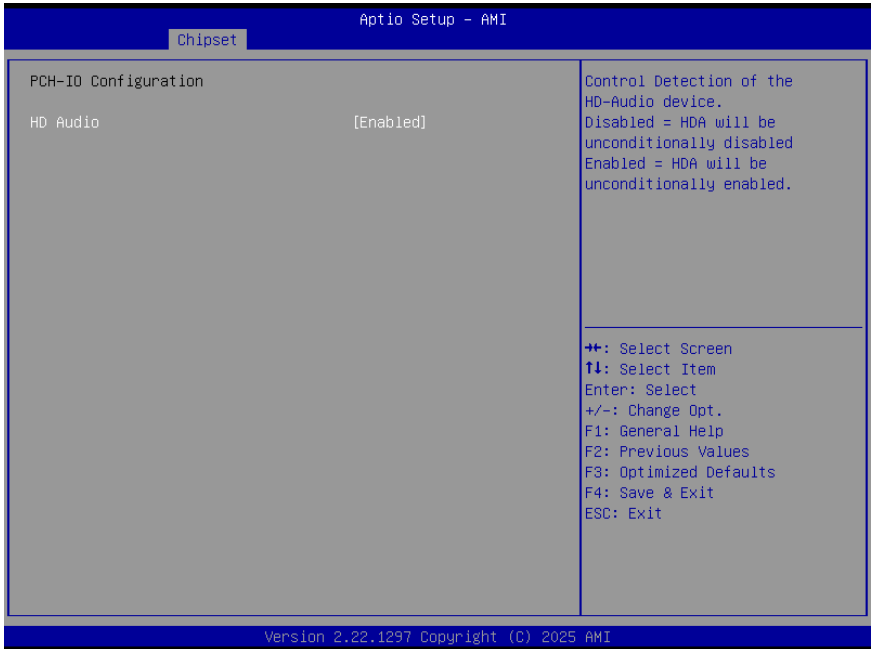 Aptio Setup – AMI
Chipset
PCH-IO Configuration
HD Audio [Enabled]
Control Detection of the
HD-Audio device.
Disabled = HDA will be
unconditionally disabled
Enabled = HDA will be
unconditionally enabled.
→←: Select Screen
↑↓: Select Item
Enter: Select
+/-: Change Opt.
F1: General Help
F2: Previous Values
F3: Optimized Defaults
F4: Save & Exit
ESC: Exit
Version 2.22.1297 Copyright (C) 2025 AMI